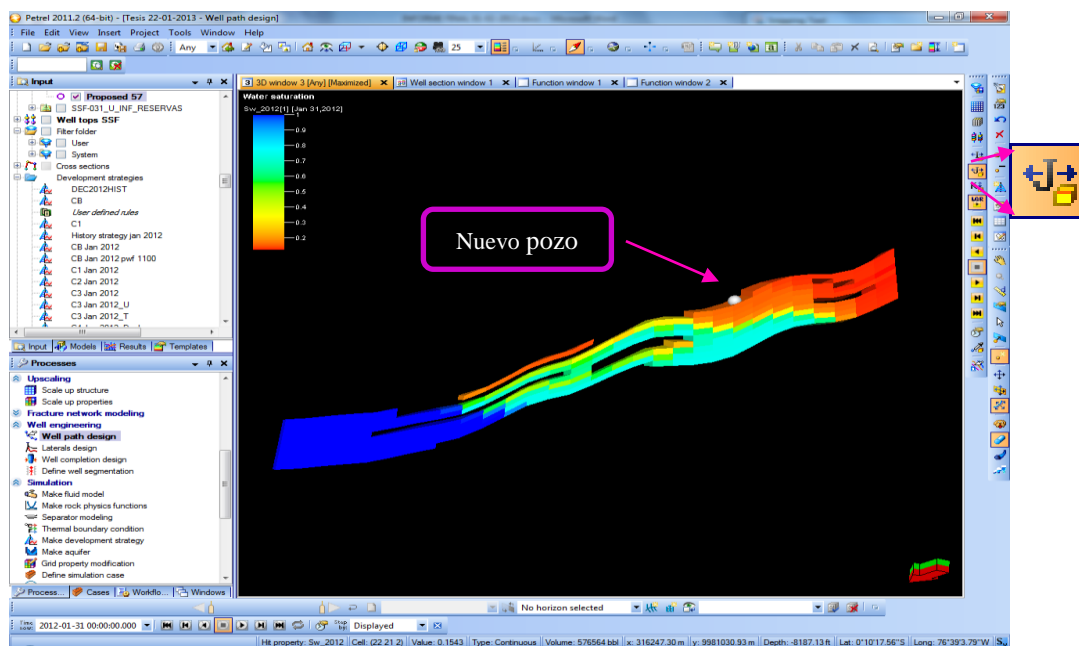 Petrel 2011.2 (64-bit) - [Tesis 22-01-2013 - Well path design]
File Edit View Insert Project Tools Window Help
Any
25
Input
3D window 3 [Any] [Maximized]
Well section window 1
Function window 1
Function window 2
Proposed 57
SSF-031_U_INF_RESERVAS
Well tops SSF
Filter folder
User
System
Cross sections
Development strategies
DEC2012HIST
CB
User defined rules
C1
History strategy jan 2012
CB Jan 2012
CB Jan 2012 pwf 1100
C1 Jan 2012
C2 Jan 2012
C3 Jan 2012
C3 Jan 2012_U
C3 Jan 2012_T
Input Models Results Templates
Water saturation
Sw_2012[1] [Jan 31,2012]
1
0.9
0.8
0.7
0.6
0.5
0.4
0.3
0.2
Nuevo pozo
LGR
Processes
Upscaling
Scale up structure
Scale up properties
Fracture network modeling
Well engineering
Well path design
Laterals design
Well completion design
Define well segmentation
Simulation
Make fluid model
Make rock physics functions
Separator modeling
Thermal boundary condition
Make development strategy
Make aquifer
Grid property modification
Define simulation case
Process... Cases Workflo... Windows
No horizon selected
Time now: 2012-01-31 00:00:00.000
Step by: Displayed
Hit property: Sw_2012 Cell: (22 21 2) Value: 0.1543 Type: Continuous Volume: 576564 bbl x: 316247.30 m y: 9981030.93 m Depth: -8187.13 ft Lat: 0°10'17.56"S Long: 76°39'3.79"W